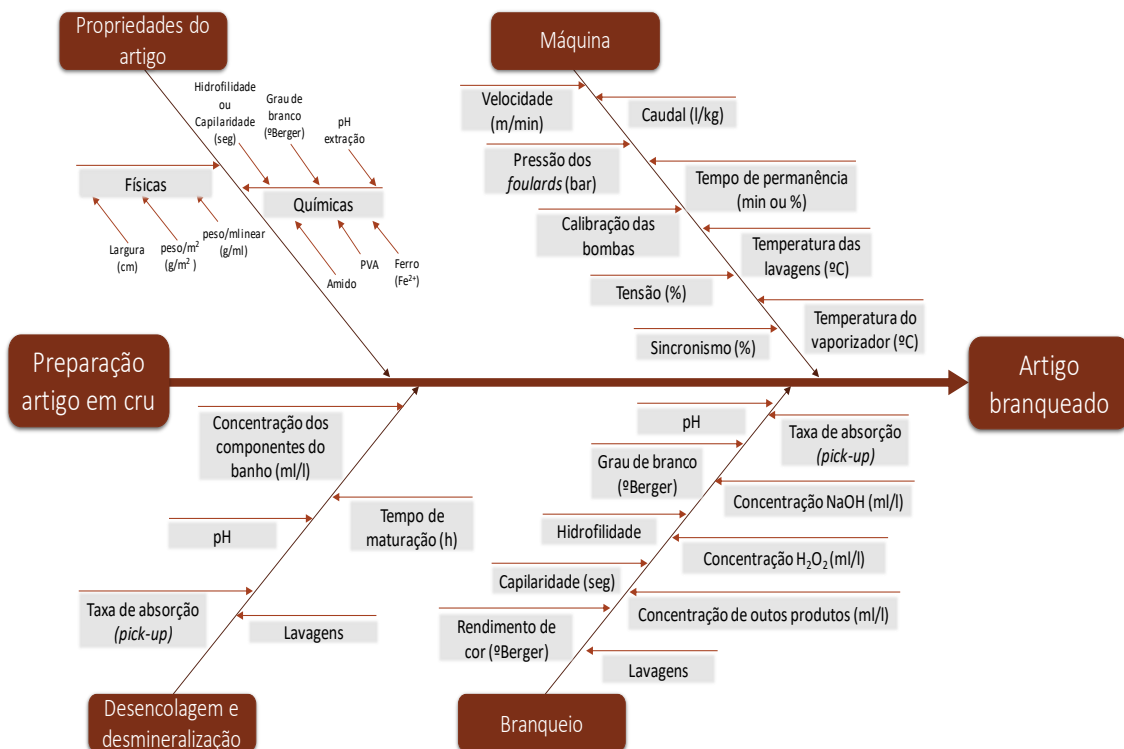 Propriedades do
artigo
Máquina
Hidrofilidade
ou
Capilaridade
(seg)
Grau de
branco
(ºBerger)
pH
extração
Físicas
Químicas
Largura
(cm)
peso/m²
(g/m² )
peso/mlinear
(g/ml)
Amido
PVA
Ferro
(Fe²⁺)
Velocidade
(m/min)
Caudal (l/kg)
Pressão dos
foulards (bar)
Tempo de permanência
(min ou %)
Calibração das
bombas
Temperatura das
lavagens (ºC)
Tensão (%)
Temperatura do
vaporizador (ºC)
Sincronismo (%)
Preparação
artigo em cru
Artigo
branqueado
Concentração dos
componentes do
banho (ml/l)
Tempo de
maturação (h)
pH
Taxa de absorção
(pick-up)
Lavagens
pH
Taxa de absorção
(pick-up)
Grau de branco
(ºBerger)
Concentração NaOH (ml/l)
Hidrofilidade
Concentração H₂O₂ (ml/l)
Capilaridade (seg)
Concentração de outos produtos (ml/l)
Rendimento de
cor (ºBerger)
Lavagens
Desencolagem e
desmineralização
Branqueio